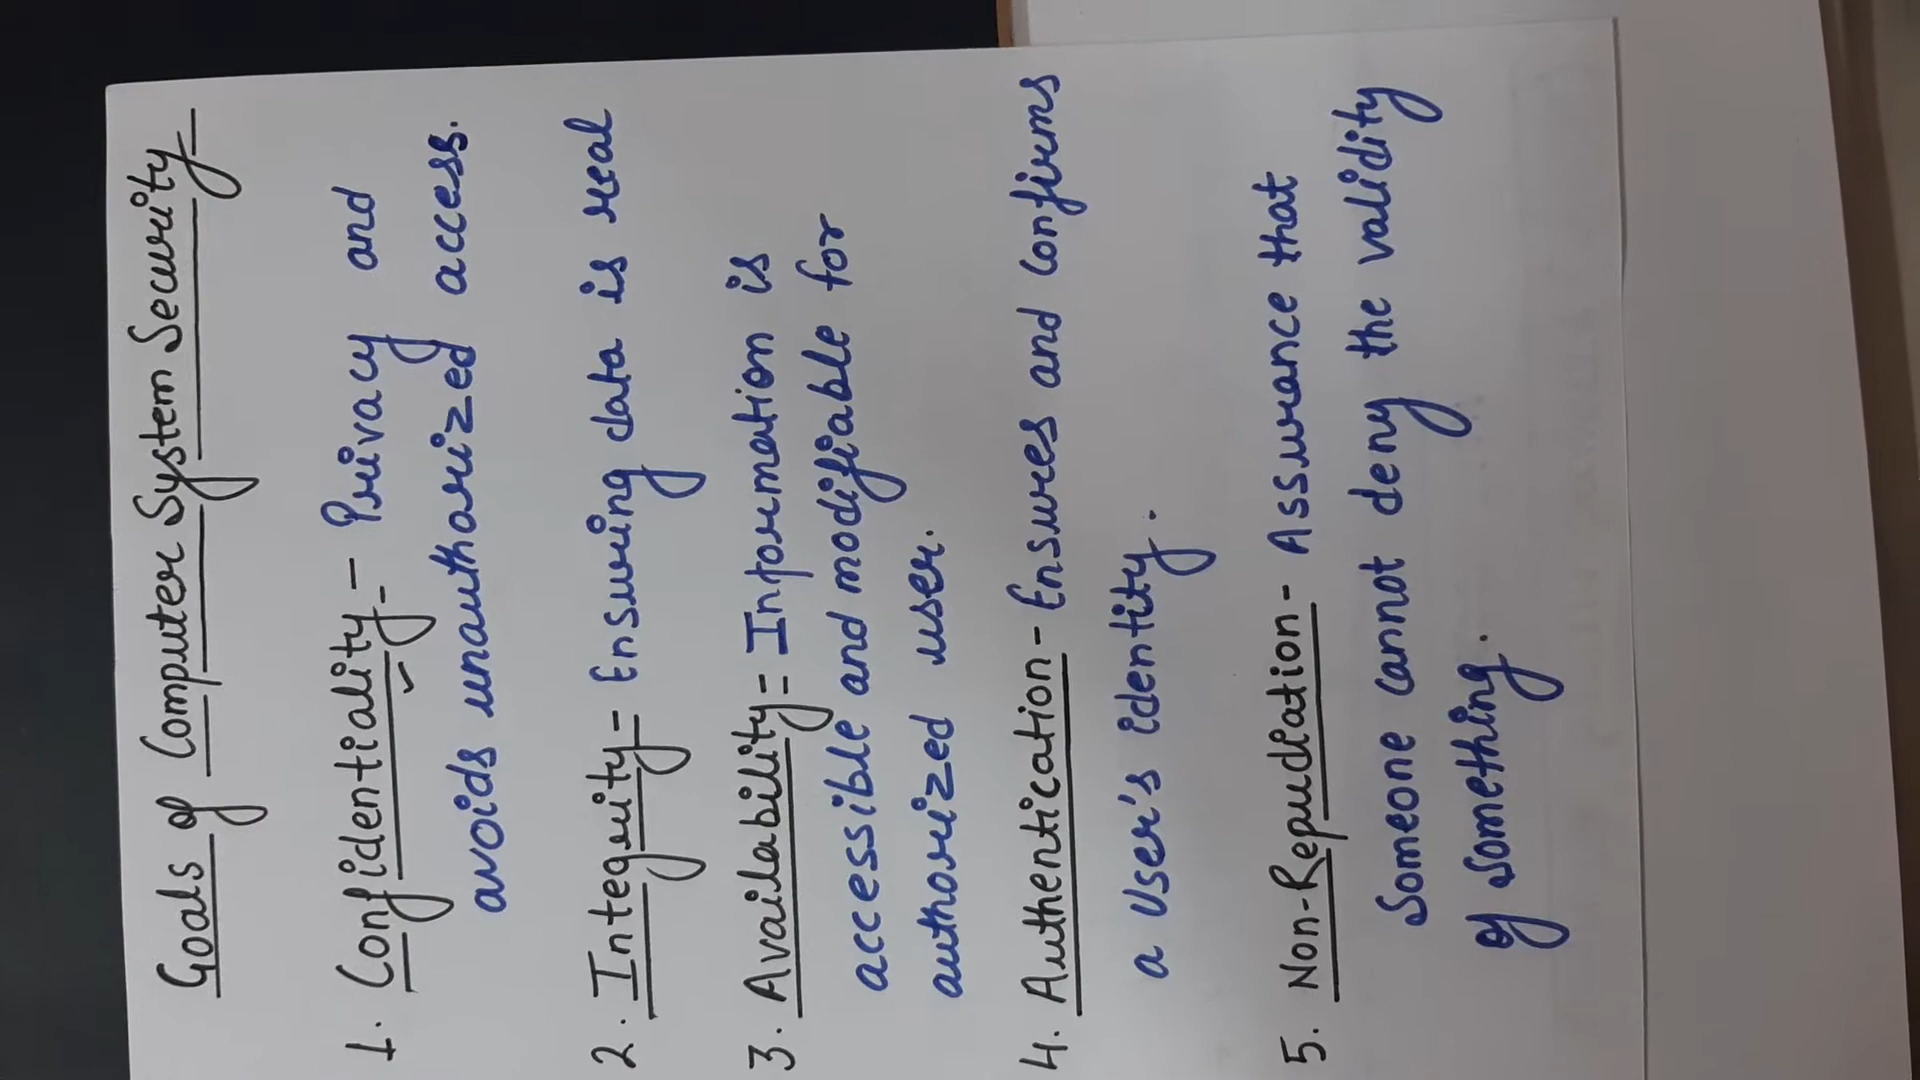 Goals of Computer System Security
1. Confidentiality - Privacy and
avoids unauthorized access.
2. Integrity = Ensuring data is real
3. Availability = Information is
accessible and modifiable for
authorized user.
4. Authentication - Ensures and confirms
a user's identity.
5. Non-Repudiation - Assurance that
Someone cannot deny the validity
of something.